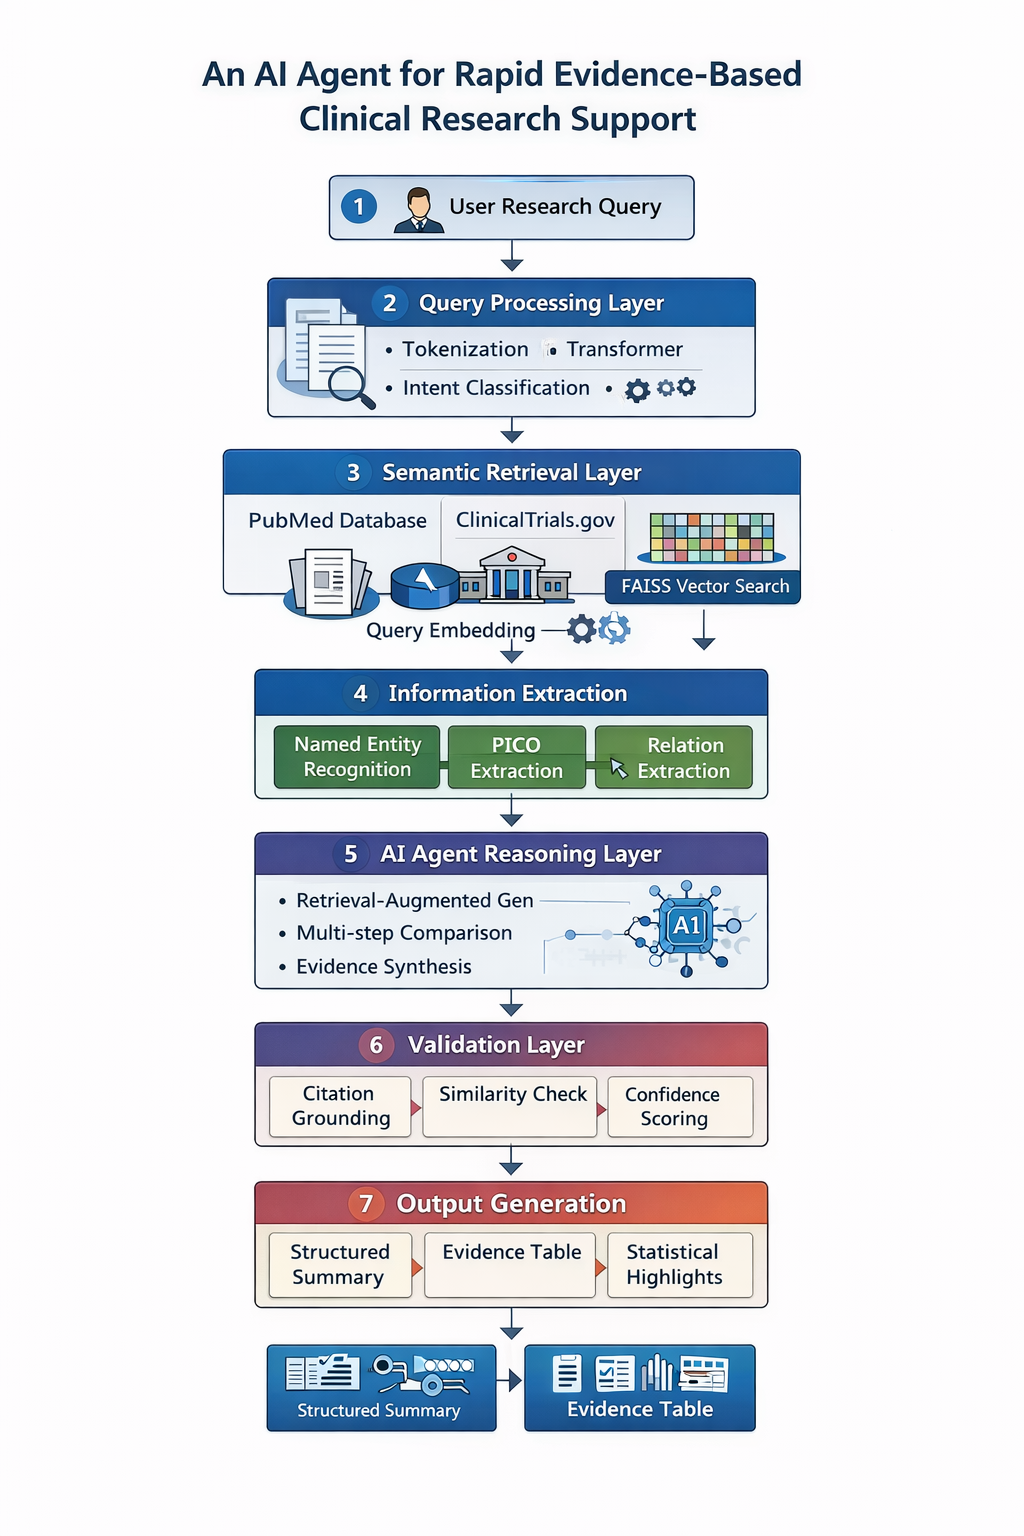 An AI Agent for Rapid Evidence-Based
Clinical Research Support
1 User Research Query
2 Query Processing Layer
• Tokenization • Transformer
• Intent Classification •
3 Semantic Retrieval Layer
PubMed Database
ClinicalTrials.gov
FAISS Vector Search
Query Embedding
4 Information Extraction
Named Entity
Recognition
PICO
Extraction
Relation
Extraction
5 AI Agent Reasoning Layer
• Retrieval-Augmented Gen
• Multi-step Comparison
• Evidence Synthesis
A1
6 Validation Layer
Citation
Grounding
Similarity Check
Confidence
Scoring
7 Output Generation
Structured
Summary
Evidence Table
Statistical
Highlights
Structured Summary
Evidence Table